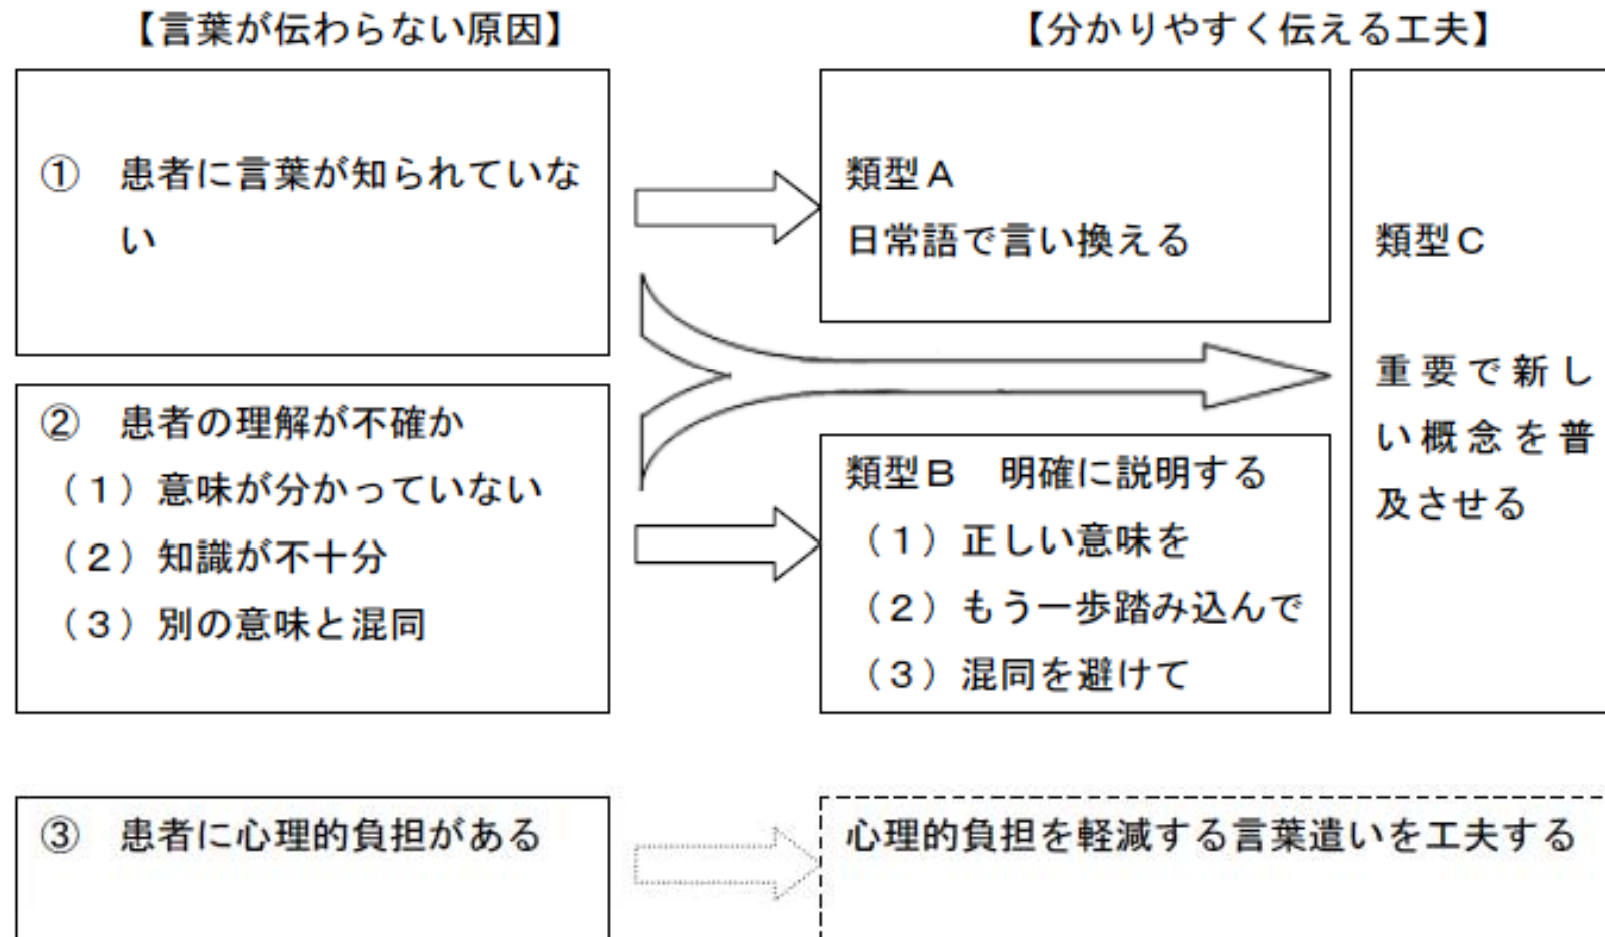 【言葉が伝わらない原因】
【分かりやすく伝える工夫】
① 患者に言葉が知られていな
い
類型A
日常語で言い換える
類型C
重要で新し
い概念を普
及させる
② 患者の理解が不確か
(1)意味が分かっていない
(2)知識が不十分
(3)別の意味と混同
類型B 明確に説明する
(1)正しい意味を
(2)もう一歩踏み込んで
(3)混同を避けて
③ 患者に心理的負担がある
心理的負担を軽減する言葉遣いを工夫する